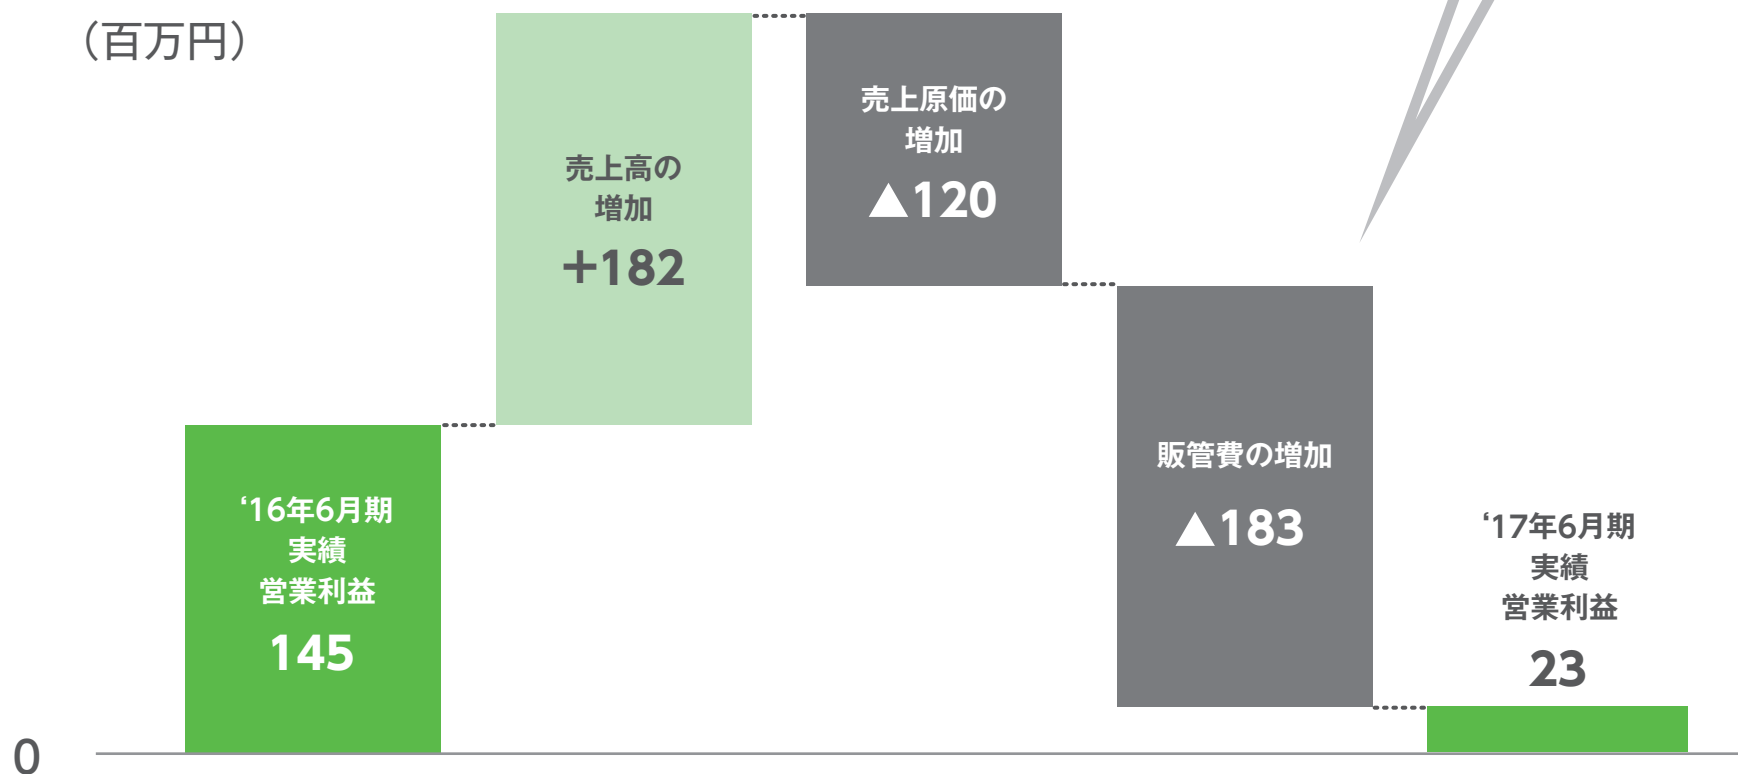 （百万円）
売上高の
増加
+182
売上原価の
増加
▲120
販管費の増加
▲183
‘16年6月期
実績
営業利益
145
‘17年6月期
実績
営業利益
23
0